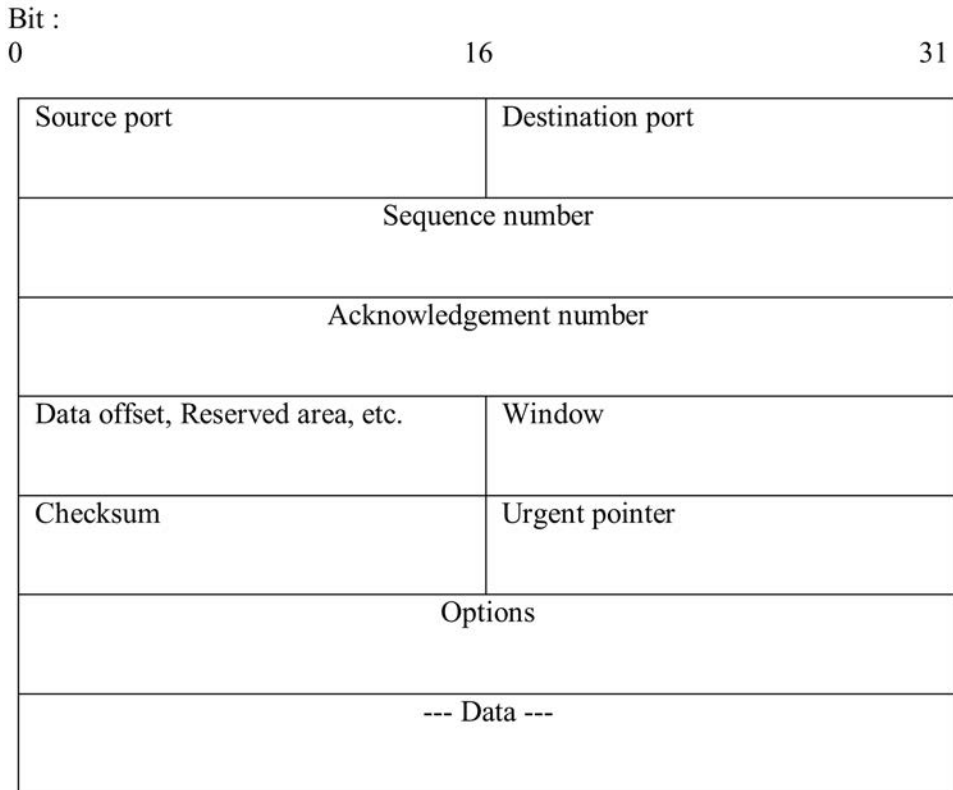 Bit :
0 16 31
Source port Destination port
Sequence number
Acknowledgement number
Data offset, Reserved area, etc. Window
Checksum Urgent pointer
Options
--- Data ---